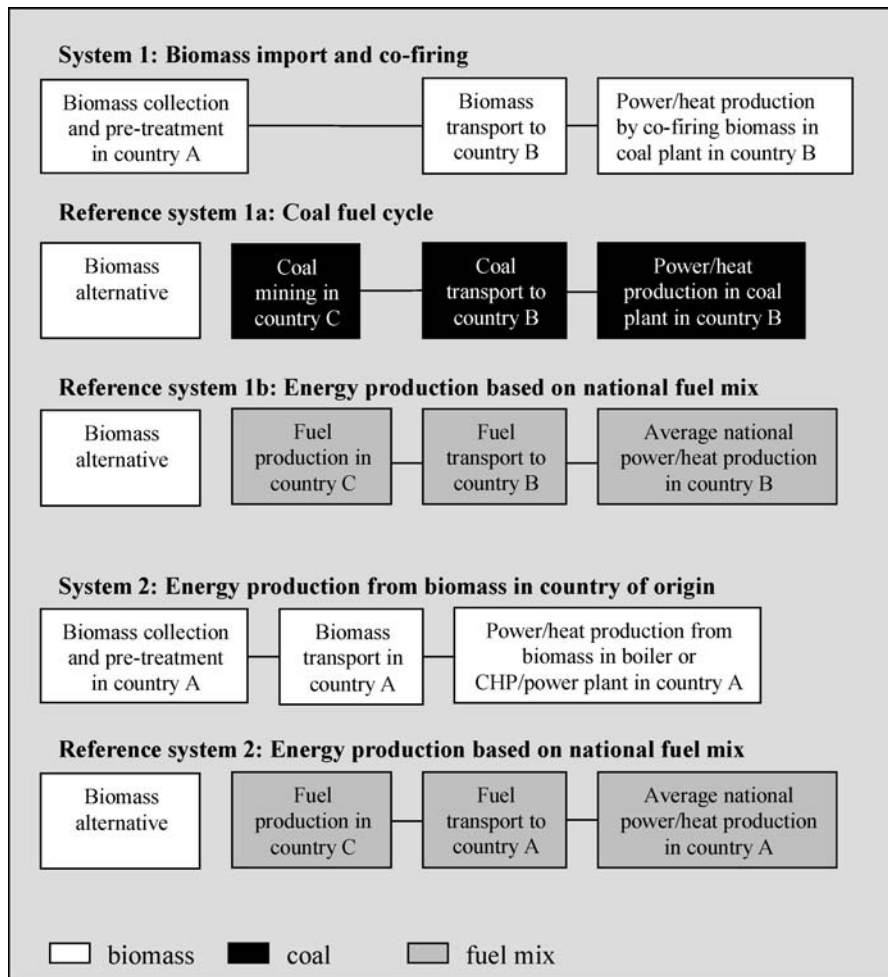 System 1: Biomass import and co-firing
Biomass collection
and pre-treatment
in country A
Biomass
transport to
country B
Power/heat production
by co-firing biomass in
coal plant in country B
Reference system 1a: Coal fuel cycle
Biomass
alternative
Coal
mining in
country C
Coal
transport to
country B
Power/heat
production in coal
plant in country B
Reference system 1b: Energy production based on national fuel mix
Biomass
alternative
Fuel
production in
country C
Fuel
transport to
country B
Average national
power/heat production
in country B
System 2: Energy production from biomass in country of origin
Biomass collection
and pre-treatment
in country A
Biomass
transport in
country A
Power/heat production from
biomass in boiler or
CHP/power plant in country A
Reference system 2: Energy production based on national fuel mix
Biomass
alternative
Fuel
production in
country C
Fuel
transport to
country A
Average national
power/heat production
in country A
biomass
coal
fuel mix